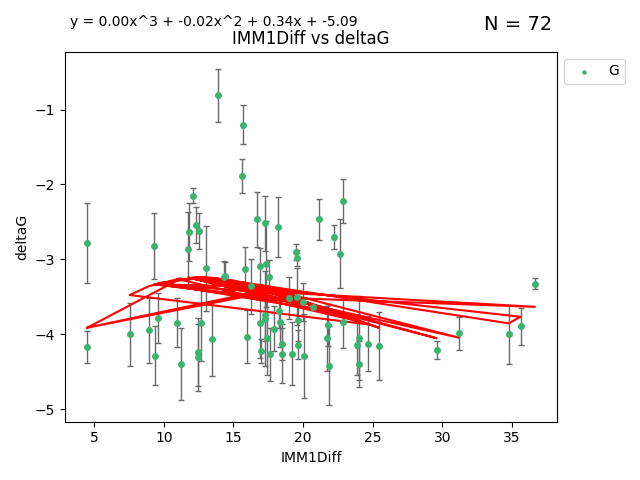 y = 0.00x^3 + -0.02x^2 + 0.34x + -5.09
N = 72
IMM1Diff vs deltaG
G
−1
−2
−3
−4
−5
deltaG
5 10 15 20 25 30 35
IMM1Diff